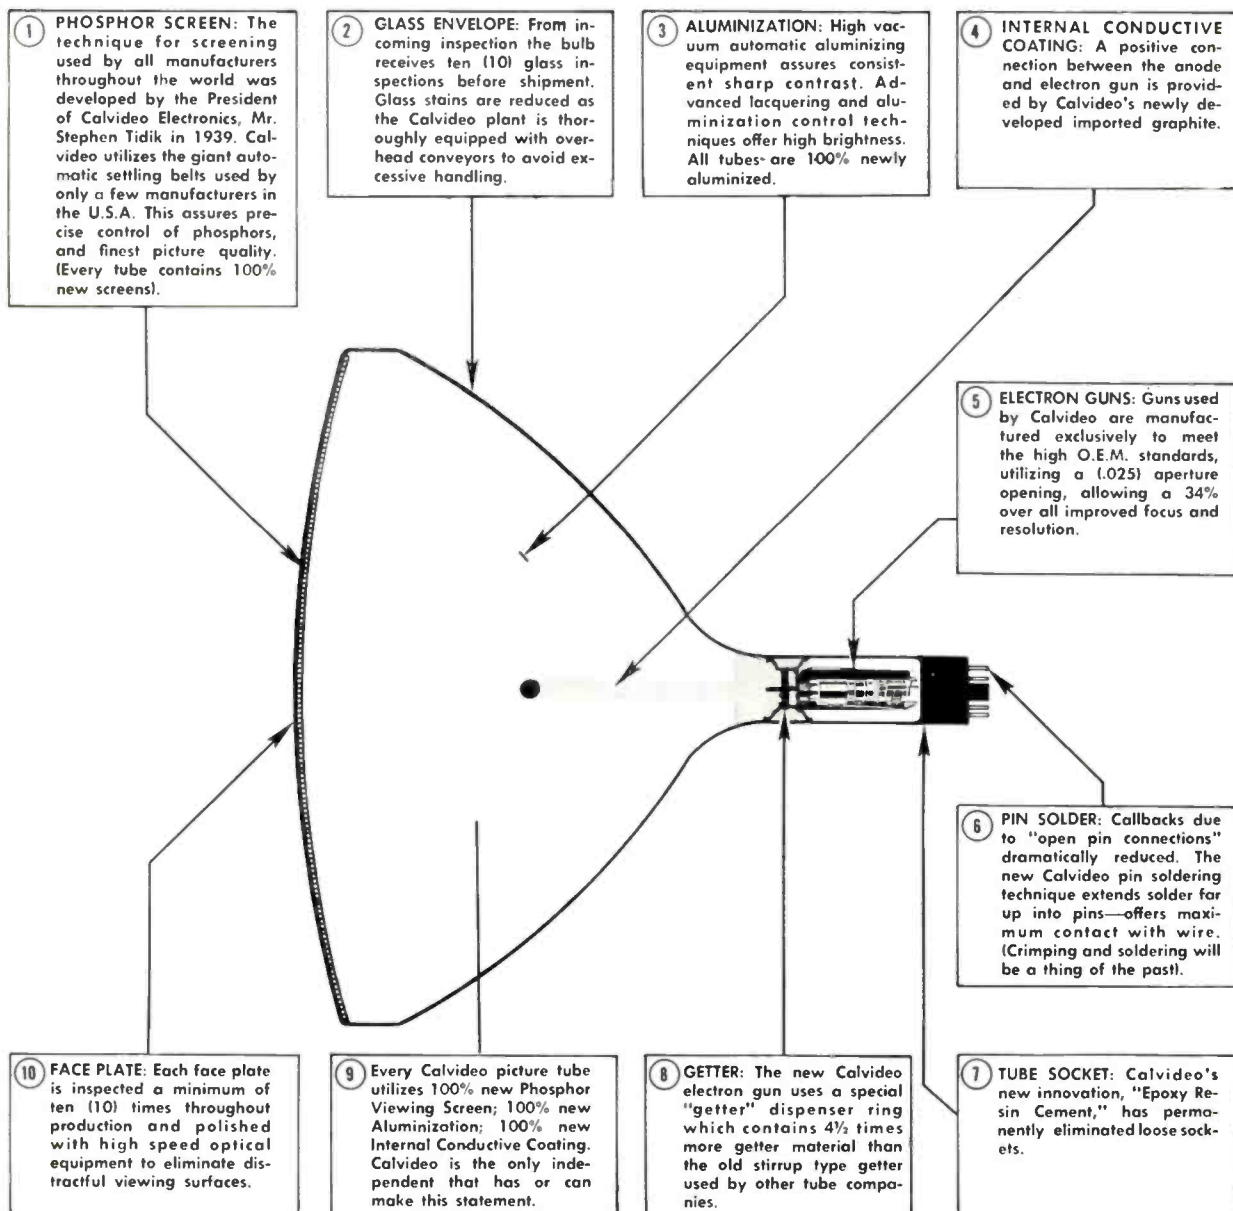 1 PHOSPHOR SCREEN: The
technique for screening
used by all manufacturers
throughout the world was
developed by the President
of Calvideo Electronics, Mr.
Stephen Tidik in 1939. Cal-
video utilizes the giant auto-
matic settling belts used by
only a few manufacturers in
the U.S.A. This assures pre-
cise control of phosphors,
and finest picture quality.
(Every tube contains 100%
new screens).
2 GLASS ENVELOPE: From in-
coming inspection the bulb
receives ten (10) glass in-
spections before shipment.
Glass stains are reduced as
the Calvideo plant is thor-
oughly equipped with over-
head conveyors to avoid ex-
cessive handling.
3 ALUMINIZATION: High vac-
uum automatic aluminizing
equipment assures consist-
ent sharp contrast. Ad-
vanced lacquering and alu-
minization control tech-
niques offer high brightness.
All tubes are 100% newly
aluminized.
4 INTERNAL CONDUCTIVE
COATING: A positive con-
nection between the anode
and electron gun is provid-
ed by Calvideo's newly de-
veloped imported graphite.
5 ELECTRON GUNS: Guns used
by Calvideo are manufac-
tured exclusively to meet
the high O.E.M. standards,
utilizing a (.025) aperture
opening, allowing a 34%
over all improved focus and
resolution.
6 PIN SOLDER: Callbacks due
to "open pin connections"
dramatically reduced. The
new Calvideo pin soldering
technique extends solder far
up into pins—offers maxi-
mum contact with wire.
(Crimping and soldering will
be a thing of the past).
10 FACE PLATE: Each face plate
is inspected a minimum of
ten (10) times throughout
production and polished
with high speed optical
equipment to eliminate dis-
tractful viewing surfaces.
9 Every Calvideo picture tube
utilizes 100% new Phosphor
Viewing Screen; 100% new
Aluminization; 100% new
Internal Conductive Coating.
Calvideo is the only inde-
pendent that has or can
make this statement.
8 GETTER: The new Calvideo
electron gun uses a special
"getter" dispenser ring
which contains 4½ times
more getter material than
the old stirrup type getter
used by other tube compa-
nies.
7 TUBE SOCKET: Calvideo's
new innovation, "Epoxy Re-
sin Cement," has perma-
nently eliminated loose sock-
ets.